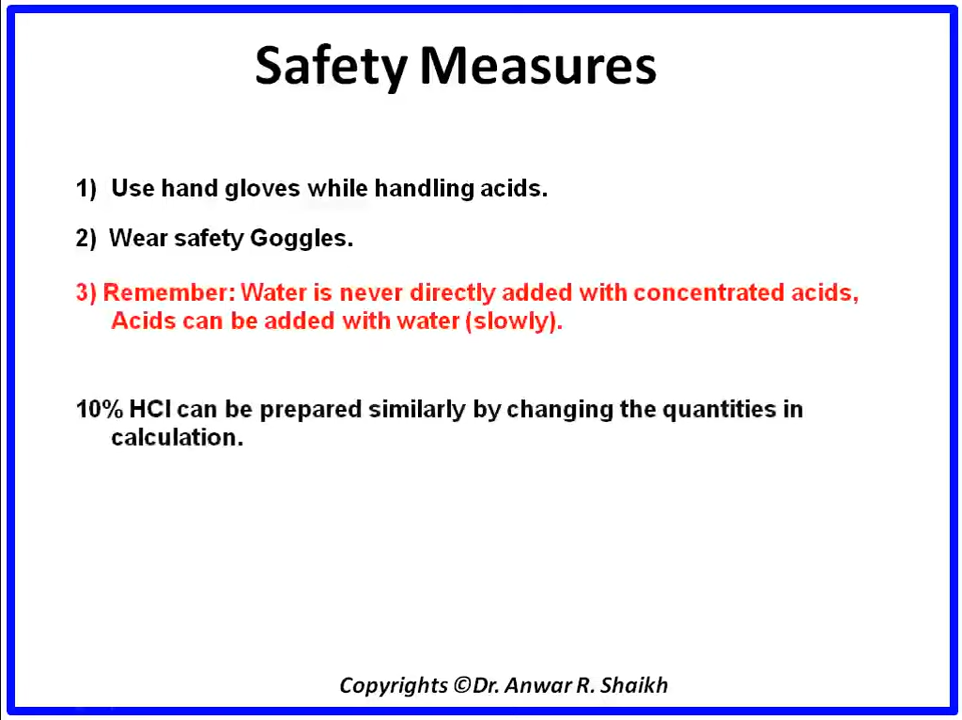 Safety Measures
1) Use hand gloves while handling acids.
2) Wear safety Goggles.
3) Remember: Water is never directly added with concentrated acids,
Acids can be added with water (slowly).
10% HCl can be prepared similarly by changing the quantities in
calculation.
Copyrights ©Dr. Anwar R. Shaikh